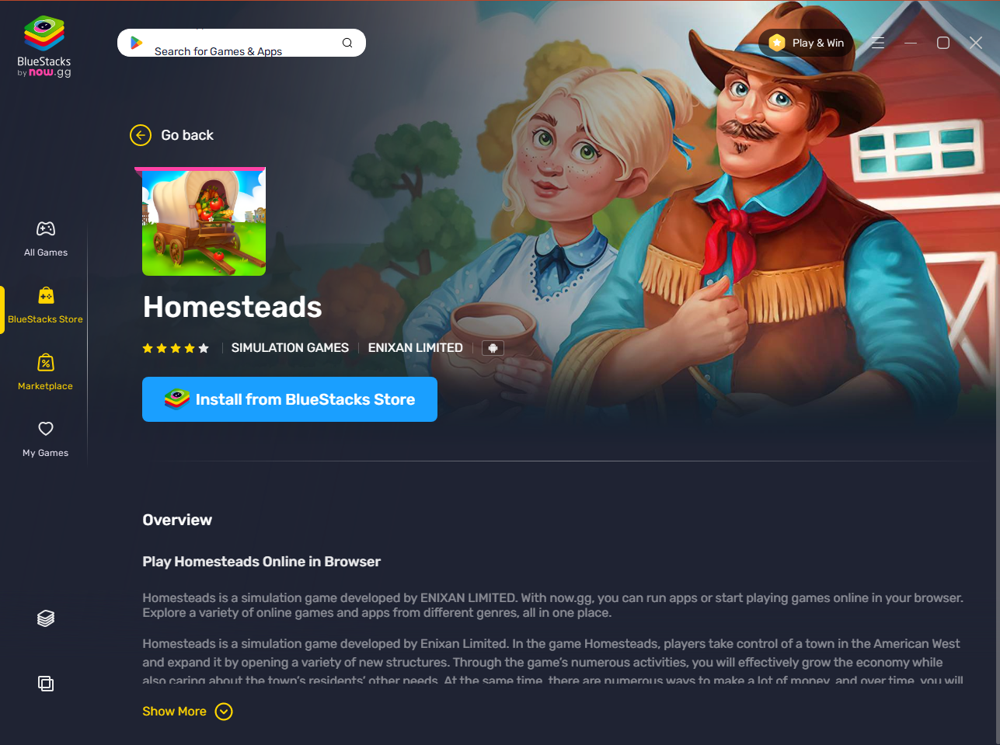 BlueStacks
by now.gg
Search for Games & Apps
Play & Win
Go back
All Games
BlueStacks Store
Marketplace
My Games
Homesteads
SIMULATION GAMES
ENIXAN LIMITED
Install from BlueStacks Store
Overview
Play Homesteads Online in Browser
Homesteads is a simulation game developed by ENIXAN LIMITED. With now.gg, you can run apps or start playing games online in your browser.
Explore a variety of online games and apps from different genres, all in one place.
Homesteads is a simulation game developed by Enixan Limited. In the game Homesteads, players take control of a town in the American West
and expand it by opening a variety of new structures. Through the game's numerous activities, you will effectively grow the economy while
also caring about the town's residents' other needs. At the same time, there are numerous ways to make a lot of money, and over time, you will
Show More